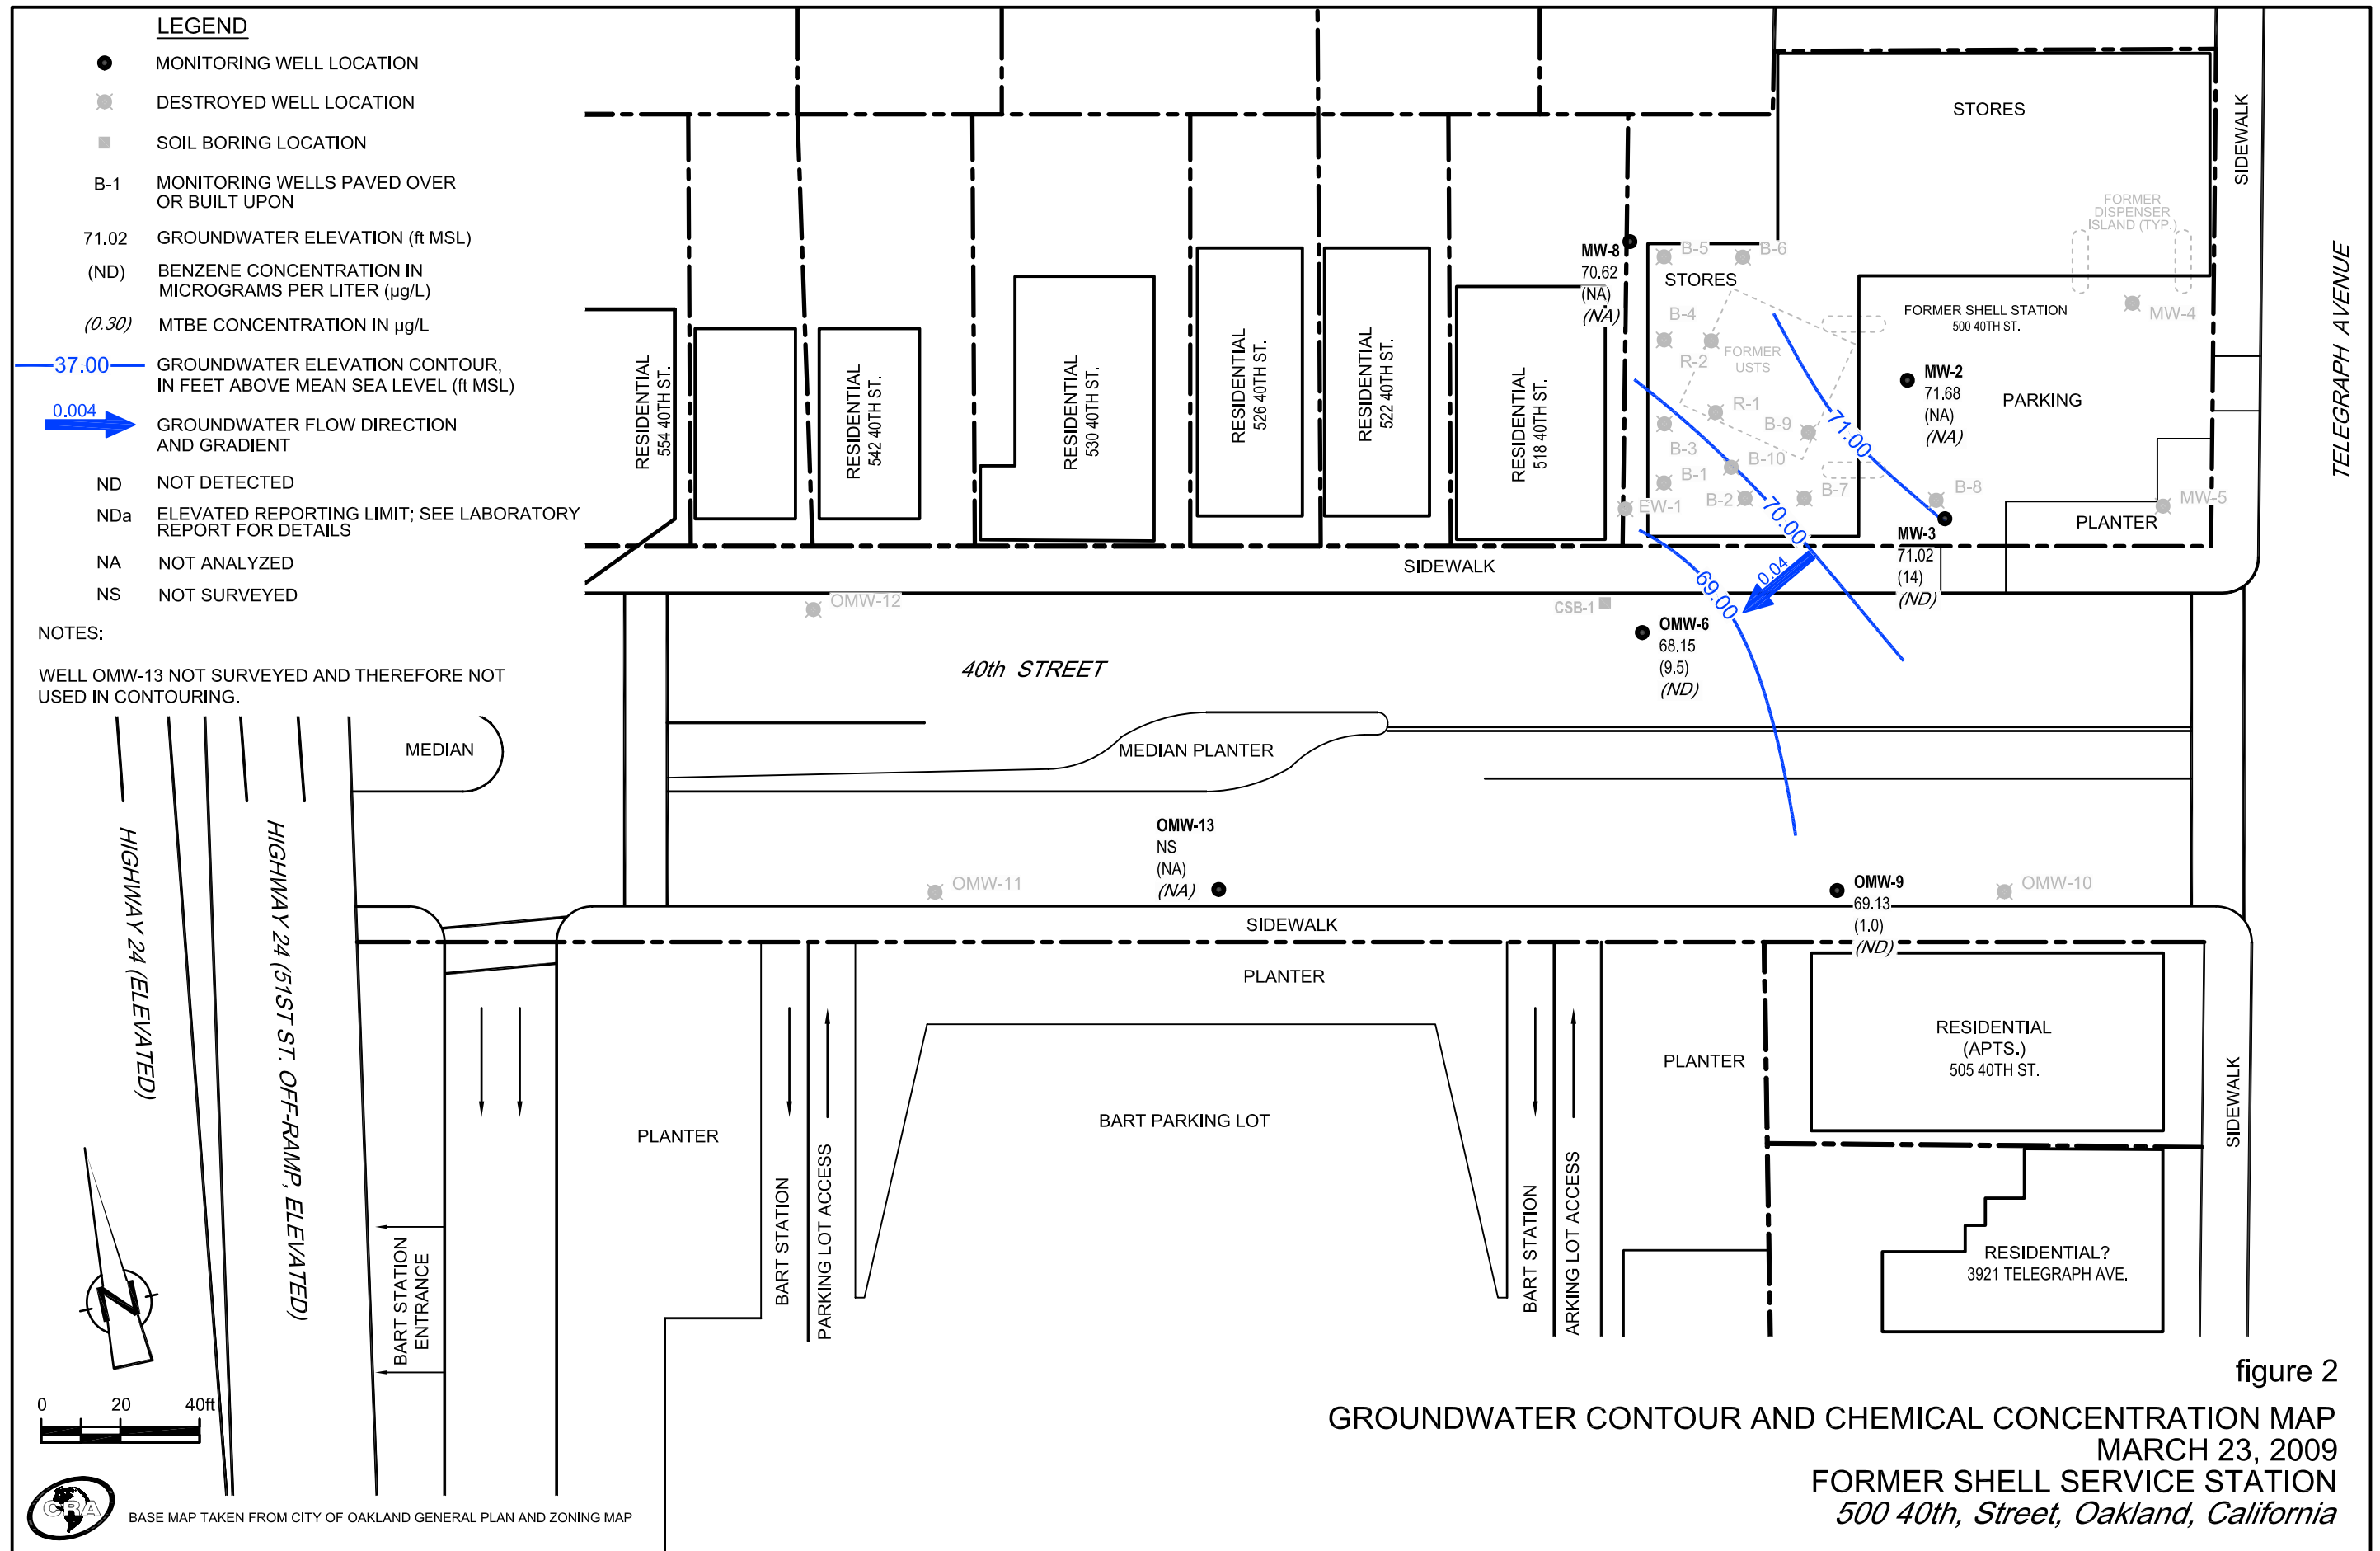 LEGEND
MONITORING WELL LOCATION
DESTROYED WELL LOCATION
SOIL BORING LOCATION
B-1 MONITORING WELLS PAVED OVER
OR BUILT UPON
71.02 GROUNDWATER ELEVATION (ft MSL)
(ND) BENZENE CONCENTRATION IN
MICROGRAMS PER LITER (µg/L)
(0.30) MTBE CONCENTRATION IN µg/L
37.00 GROUNDWATER ELEVATION CONTOUR,
IN FEET ABOVE MEAN SEA LEVEL (ft MSL)
0.004 GROUNDWATER FLOW DIRECTION
AND GRADIENT
ND NOT DETECTED
NDa ELEVATED REPORTING LIMIT; SEE LABORATORY
REPORT FOR DETAILS
NA NOT ANALYZED
NS NOT SURVEYED
NOTES:
WELL OMW-13 NOT SURVEYED AND THEREFORE NOT
USED IN CONTOURING.
STORES
SIDEWALK
TELEGRAPH AVENUE
FORMER
DISPENSER
ISLAND (TYP.)
MW-4
FORMER SHELL STATION
500 40TH ST.
MW-8
70.62
(NA)
(NA)
B-5
B-6
STORES
B-4
R-2
FORMER
USTS
R-1
B-9
B-3
B-10
B-1
B-2
B-7
EW-1
71.00
70.00
69.00
0.04
MW-2
71.68
(NA)
(NA)
PARKING
B-8
MW-5
PLANTER
MW-3
71.02
(14)
(ND)
RESIDENTIAL
554 40TH ST.
RESIDENTIAL
542 40TH ST.
RESIDENTIAL
530 40TH ST.
RESIDENTIAL
526 40TH ST.
RESIDENTIAL
522 40TH ST.
RESIDENTIAL
518 40TH ST.
SIDEWALK
OMW-12
CSB-1
OMW-6
68.15
(9.5)
(ND)
40th STREET
MEDIAN
MEDIAN PLANTER
OMW-13
NS
(NA)
(NA)
OMW-11
OMW-9
69.13
(1.0)
(ND)
OMW-10
SIDEWALK
PLANTER
HIGHWAY 24 (ELEVATED)
HIGHWAY 24 (51ST ST. OFF-RAMP, ELEVATED)
BART STATION
ENTRANCE
PLANTER
BART STATION
PARKING LOT ACCESS
BART PARKING LOT
BART STATION
ARKING LOT ACCESS
PLANTER
RESIDENTIAL
(APTS.)
505 40TH ST.
SIDEWALK
RESIDENTIAL?
3921 TELEGRAPH AVE.
N
0 20 40ft
CRA
BASE MAP TAKEN FROM CITY OF OAKLAND GENERAL PLAN AND ZONING MAP
figure 2
GROUNDWATER CONTOUR AND CHEMICAL CONCENTRATION MAP
MARCH 23, 2009
FORMER SHELL SERVICE STATION
500 40th, Street, Oakland, California